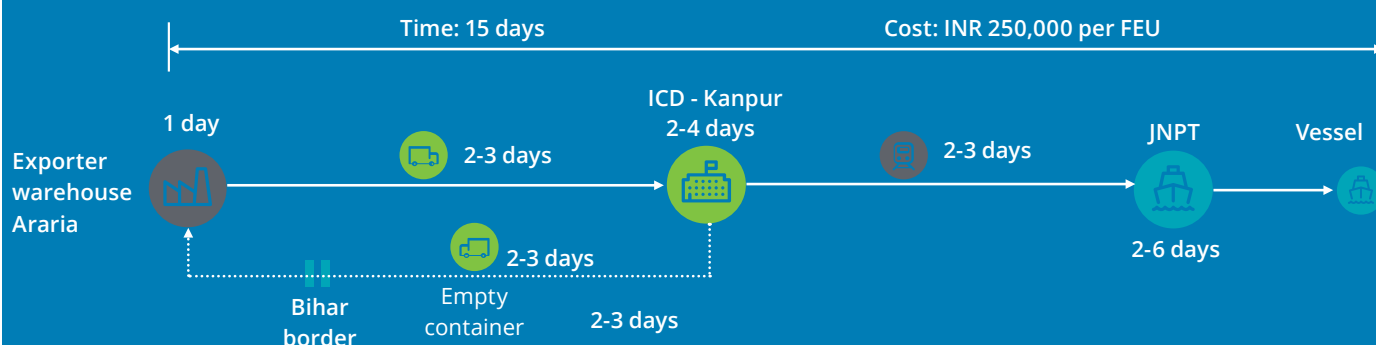 Time: 15 days
Cost: INR 250,000 per FEU
ICD - Kanpur
2-4 days
1 day
JNPT
Vessel
Exporter
warehouse
Araria
2-3 days
2-3 days
2-6 days
2-3 days
Bihar
border
Empty
container
2-3 days